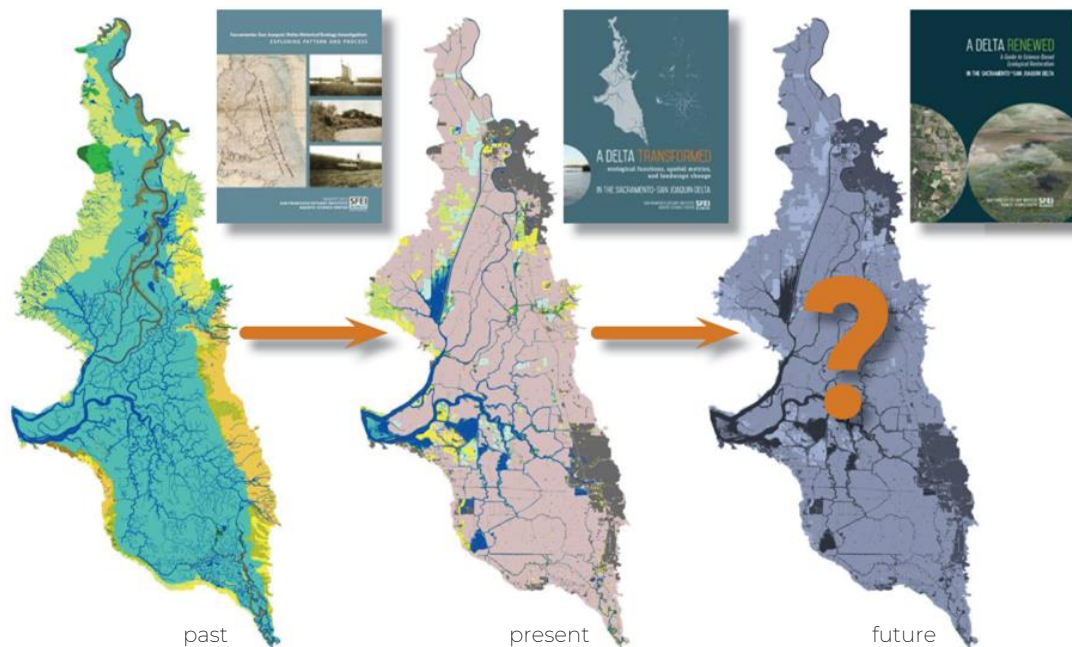 Sacramento-San Joaquin Delta Historical Ecology Investigation:
EXPLORING PATTERN AND PROCESS
SFEI
A DELTA TRANSFORMED
ecological functions, spatial metrics,
and landscape change
IN THE SACRAMENTO-SAN JOAQUIN DELTA
SFEI
A DELTA RENEWED
A Guide to Science-Based
Ecological Restoration
IN THE SACRAMENTO-SAN JOAQUIN DELTA
SFEI
?
past
present
future